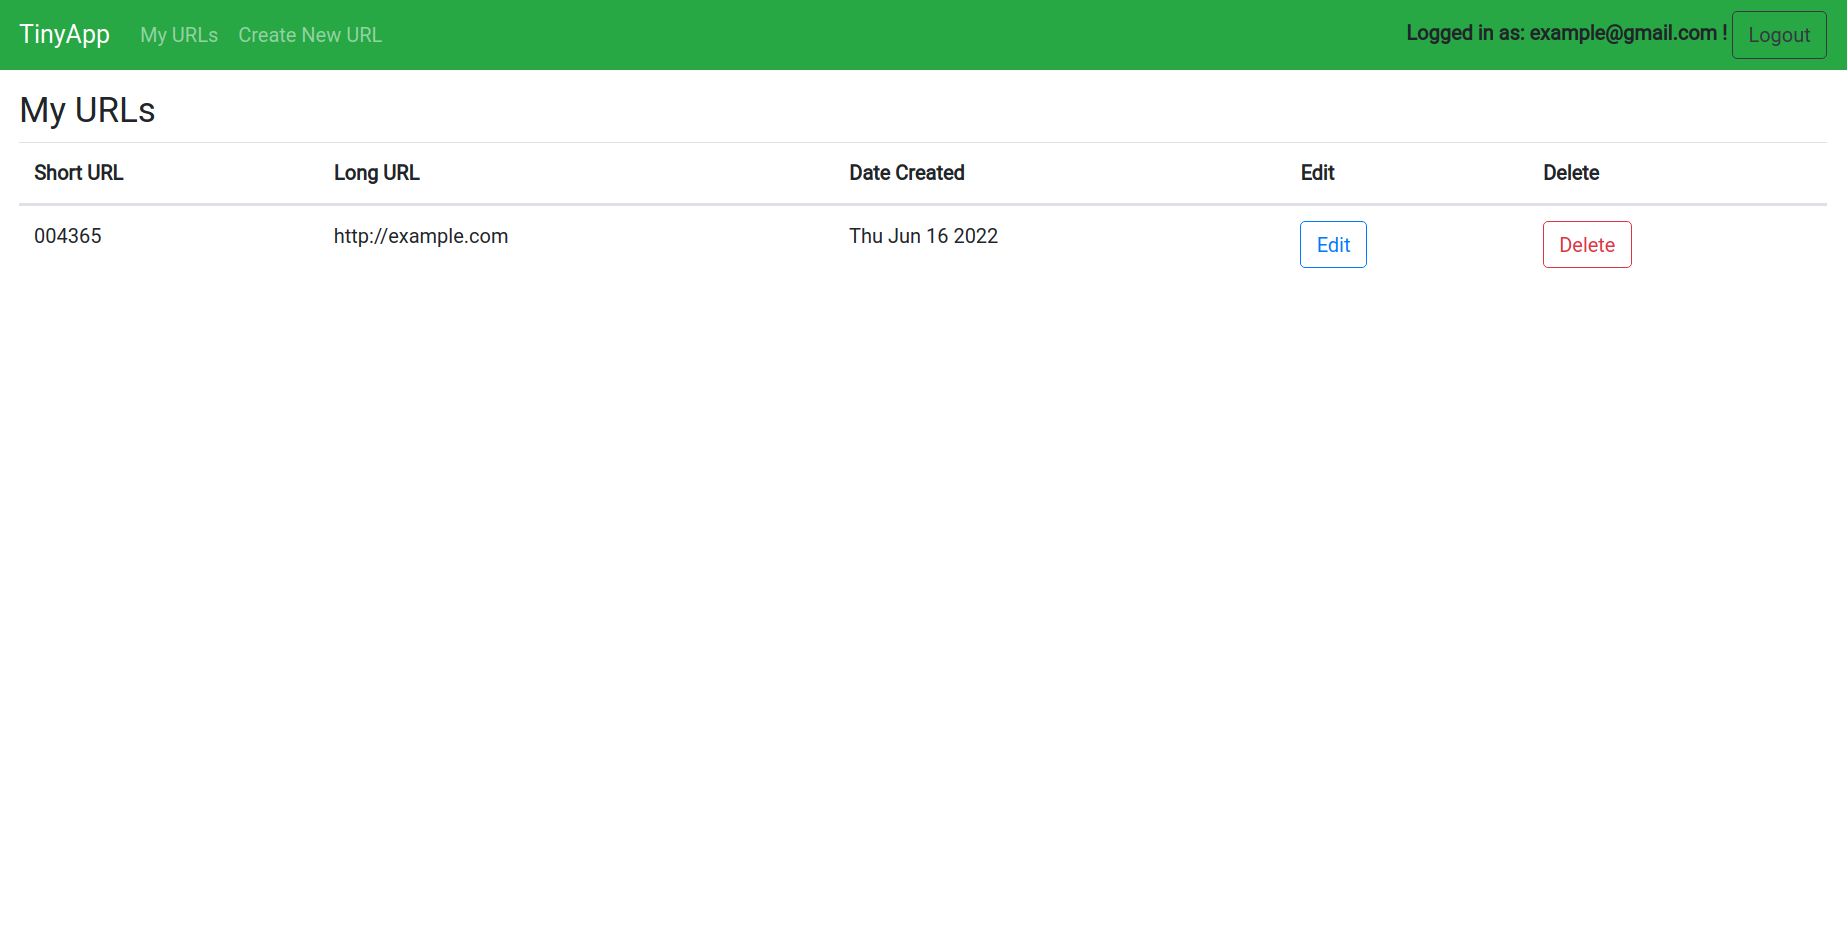 TinyApp My URLs Create New URL Logged in as: example@gmail.com ! Logout
My URLs
Short URL Long URL Date Created Edit Delete
004365 http://example.com Thu Jun 16 2022 Edit Delete